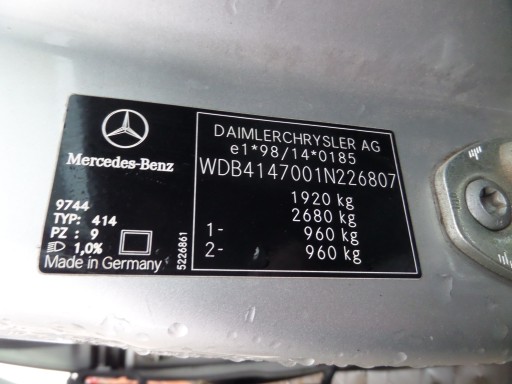 Mercedes-Benz
9744
TYP: 414
PZ : 9
1,0%
Made in Germany
5226861
DAIMLERCHRYSLER AG
e1*98/14*0185
WDB4147001N226807
1920 kg
2680 kg
1- 960 kg
2- 960 kg